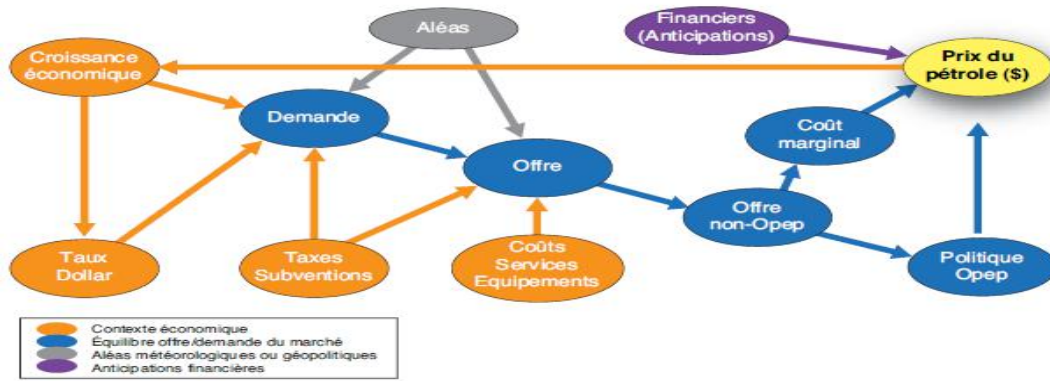 Aléas
Financiers
(Anticipations)
Croissance
économique
Prix du
pétrole ($)
Demande
Coût
marginal
Offre
Offre
non-Opep
Taux
Dollar
Taxes
Subventions
Coûts
Services
Equipements
Politique
Opep
Contexte économique
Équilibre offre/demande du marché
Aléas météorologiques ou géopolitiques
Anticipations financières